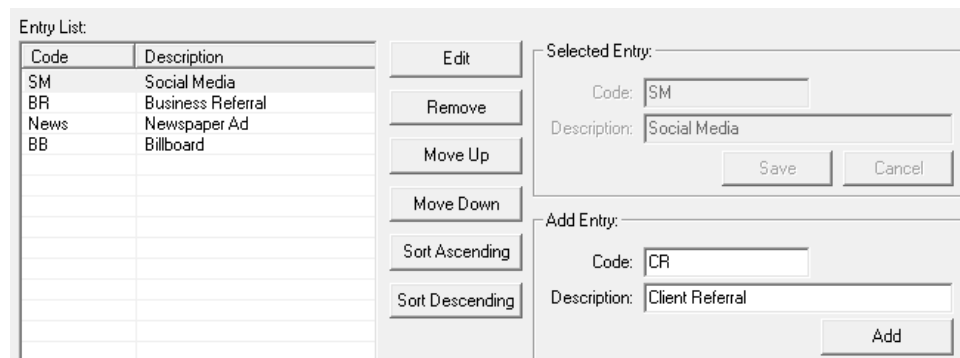 Entry List:
Code Description
SM Social Media
BR Business Referral
News Newspaper Ad
BB Billboard
Edit
Remove
Move Up
Move Down
Sort Ascending
Sort Descending
Selected Entry:
Code: SM
Description: Social Media
Save Cancel
Add Entry:
Code: CR
Description: Client Referral
Add